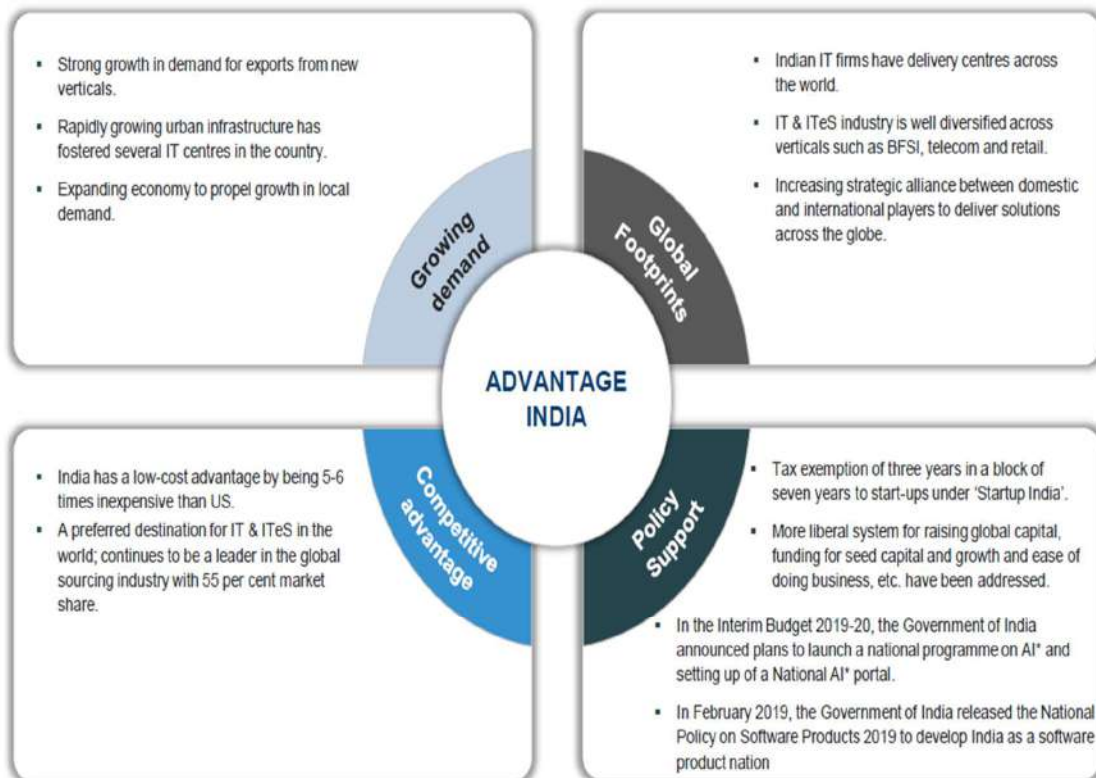 ▪ Strong growth in demand for exports from new
verticals.
▪ Rapidly growing urban infrastructure has
fostered several IT centres in the country.
▪ Expanding economy to propel growth in local
demand.
Growing
demand
▪ Indian IT firms have delivery centres across
the world.
▪ IT & ITeS industry is well diversified across
verticals such as BFSI, telecom and retail.
▪ Increasing strategic alliance between domestic
and international players to deliver solutions
across the globe.
Global
Footprints
ADVANTAGE
INDIA
▪ India has a low-cost advantage by being 5-6
times inexpensive than US.
▪ A preferred destination for IT & ITeS in the
world; continues to be a leader in the global
sourcing industry with 55 per cent market
share.
Competitive
advantage
▪ Tax exemption of three years in a block of
seven years to start-ups under ‘Startup India’.
▪ More liberal system for raising global capital,
funding for seed capital and growth and ease of
doing business, etc. have been addressed.
Policy
Support
▪ In the Interim Budget 2019-20, the Government of India
announced plans to launch a national programme on AI* and
setting up of a National AI* portal.
▪ In February 2019, the Government of India released the National
Policy on Software Products 2019 to develop India as a software
product nation